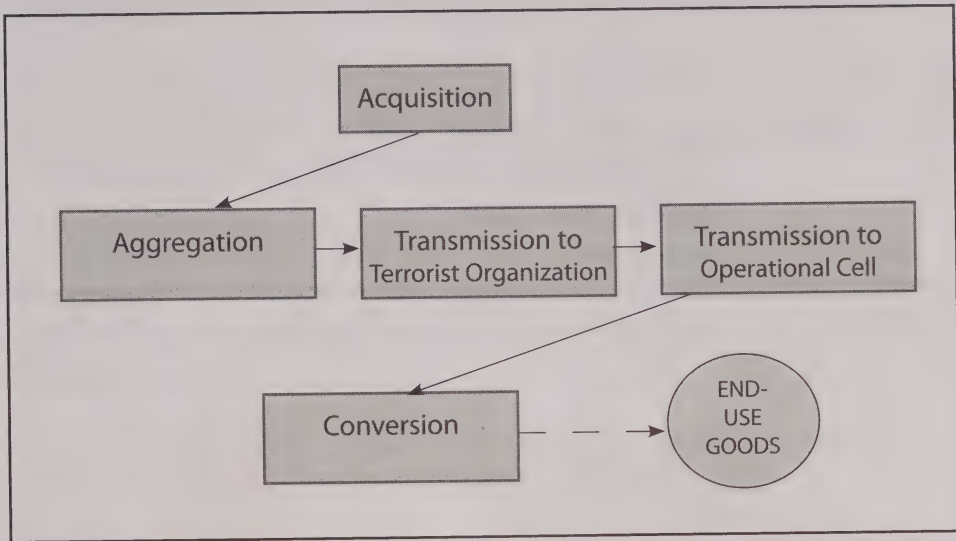 Acquisition
Aggregation
Transmission to
Terrorist Organization
Transmission to
Operational Cell
Conversion
END-
USE
GOODS